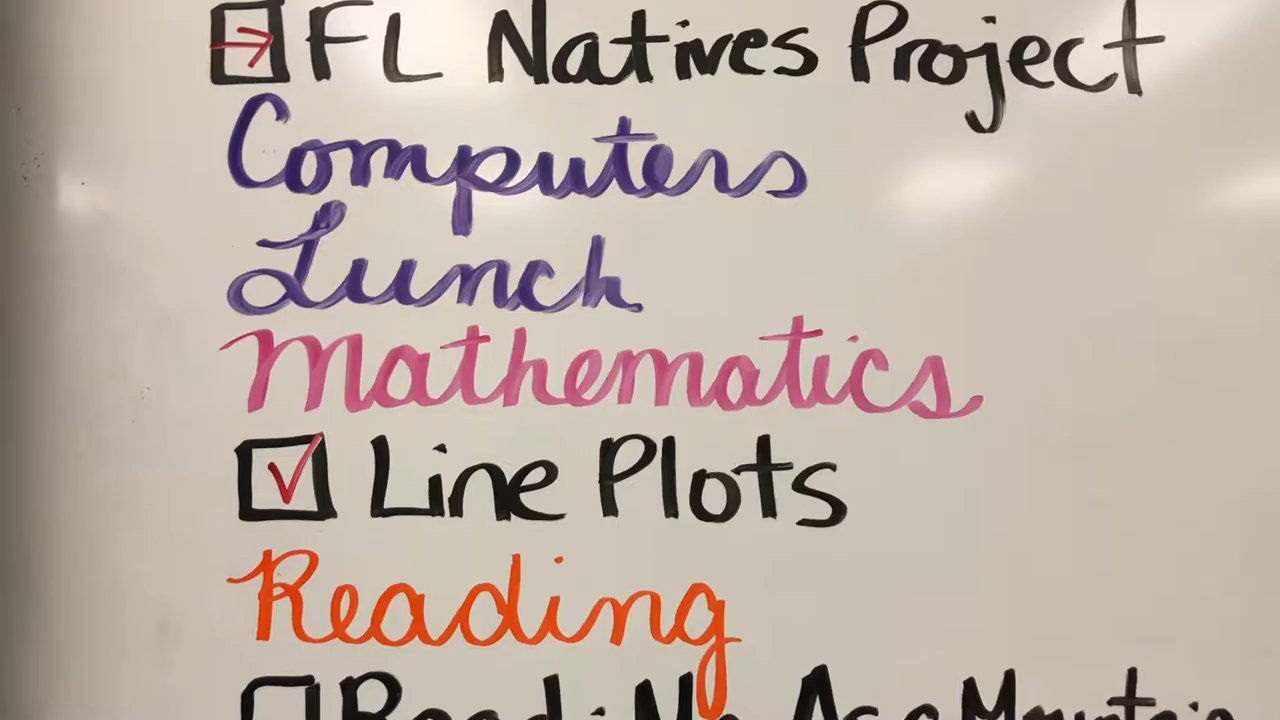 FL Natives Project
Computers
Lunch
Mathematics
Line Plots
Reading